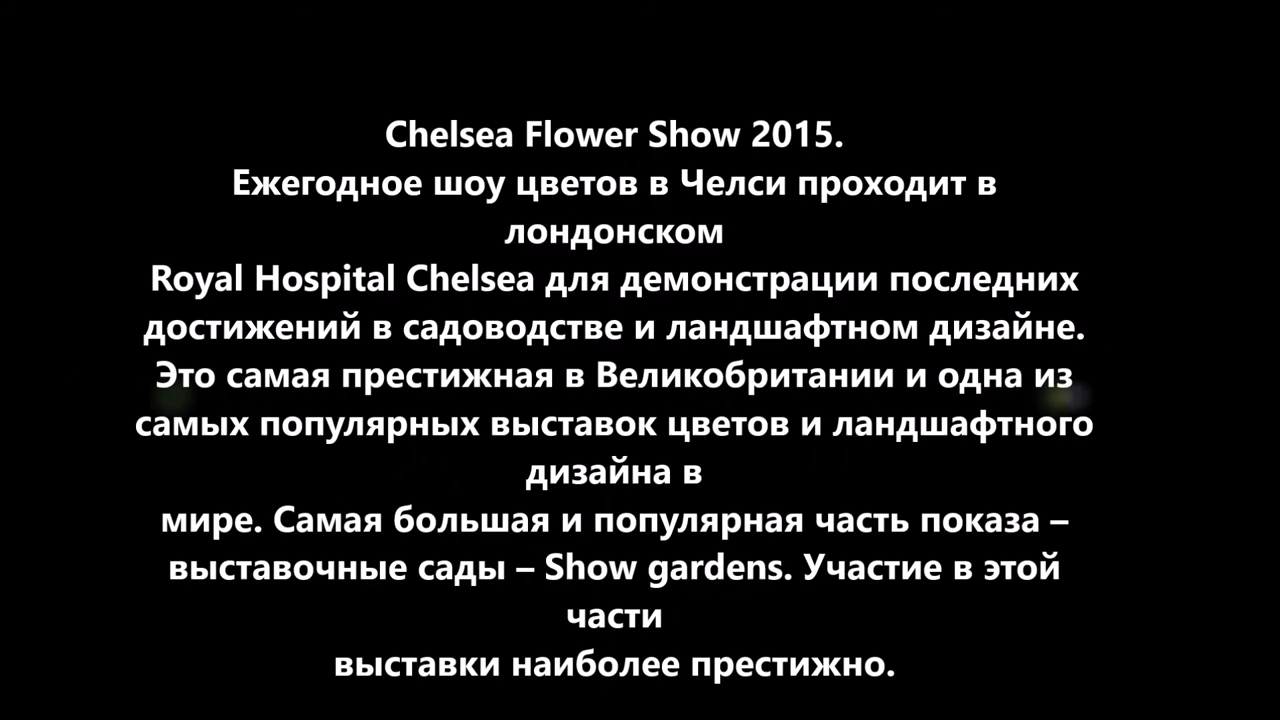 Chelsea Flower Show 2015.
Ежегодное шоу цветов в Челси проходит в
лондонском
Royal Hospital Chelsea для демонстрации последних
достижений в садоводстве и ландшафтном дизайне.
Это самая престижная в Великобритании и одна из
самых популярных выставок цветов и ландшафтного
дизайна в
мире. Самая большая и популярная часть показа –
выставочные сады – Show gardens. Участие в этой
части
выставки наиболее престижно.